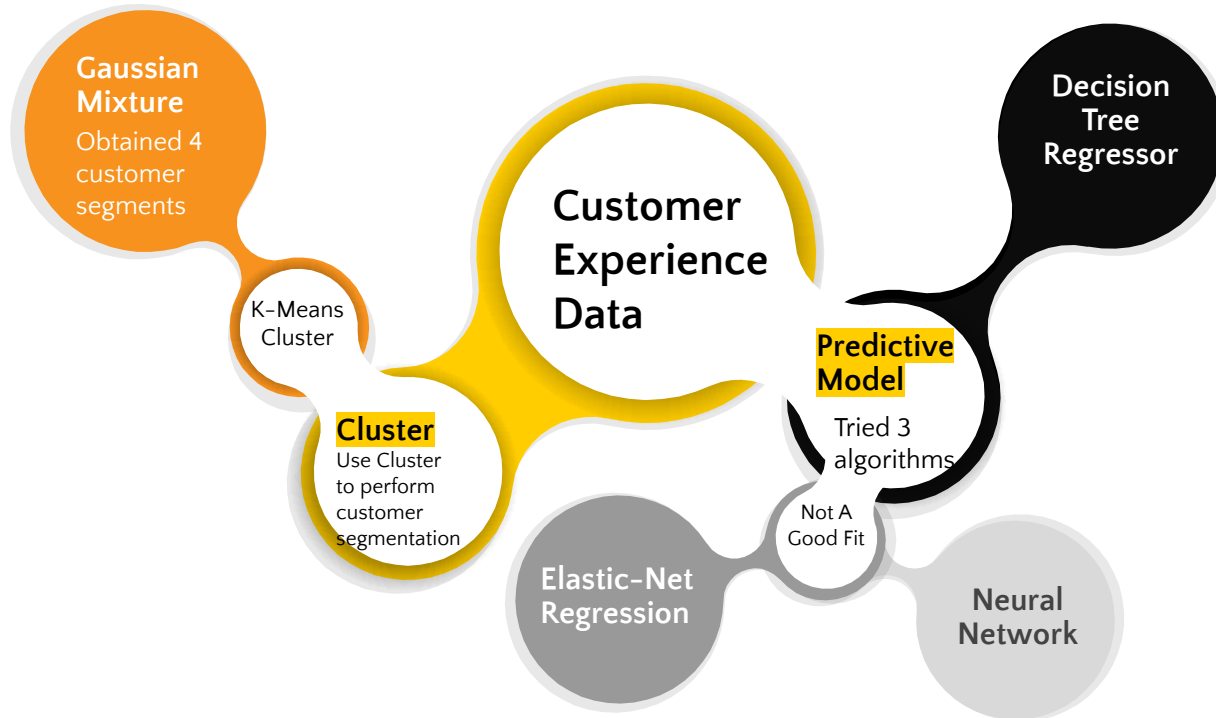 Gaussian
Mixture
Obtained 4
customer
segments
K-Means
Cluster
Cluster
Use Cluster
to perform
customer
segmentation
Customer
Experience
Data
Decision
Tree
Regressor
Predictive
Model
Tried 3
algorithms
Not A
Good Fit
Elastic-Net
Regression
Neural
Network